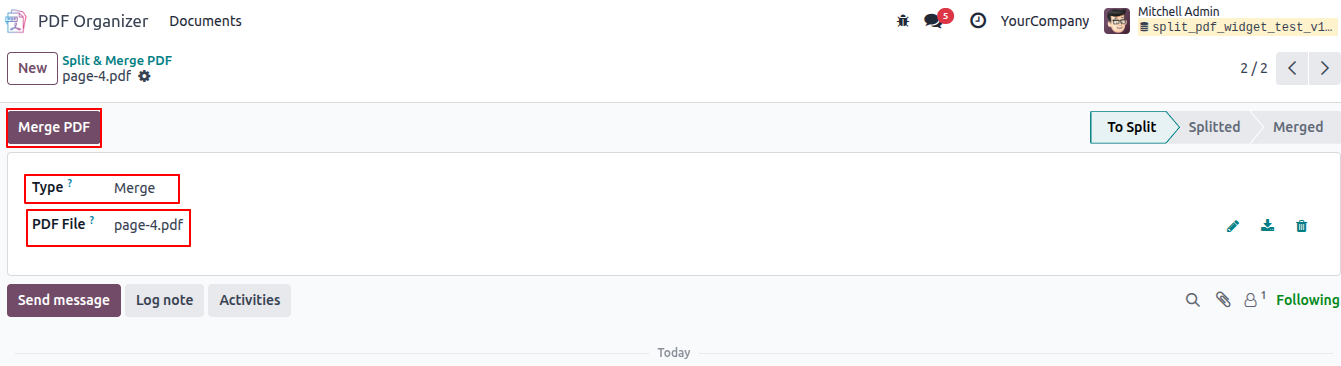 PDF Organizer Documents 5 YourCompany Mitchell Admin
split_pdf_widget_test_v1...
New Split & Merge PDF
page-4.pdf 2 / 2
Merge PDF To Split Splitted Merged
Type ? Merge
PDF File ? page-4.pdf
Send message Log note Activities 1 Following
Today